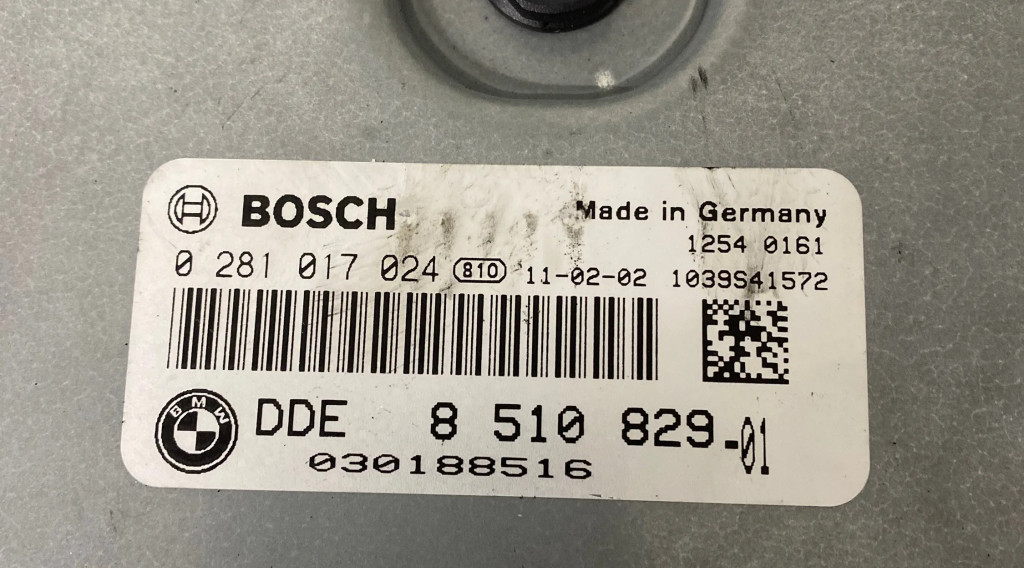 BOSCH
Made in Germany
1254 0161
0 281 017 024 810 11-02-02 1039S41572
BMW
DDE 8 510 829-01
030188516